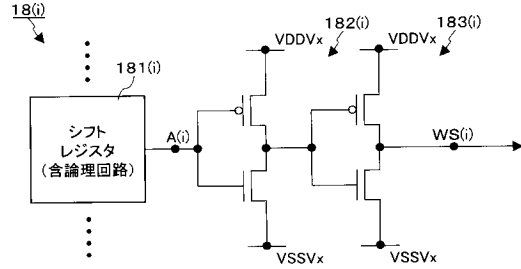 18(i)
181(i)
シフト
レジスタ
(含論理回路)
A(i)
VDDVx
182(i)
VSSVx
VDDVx
183(i)
WS(i)
VSSVx